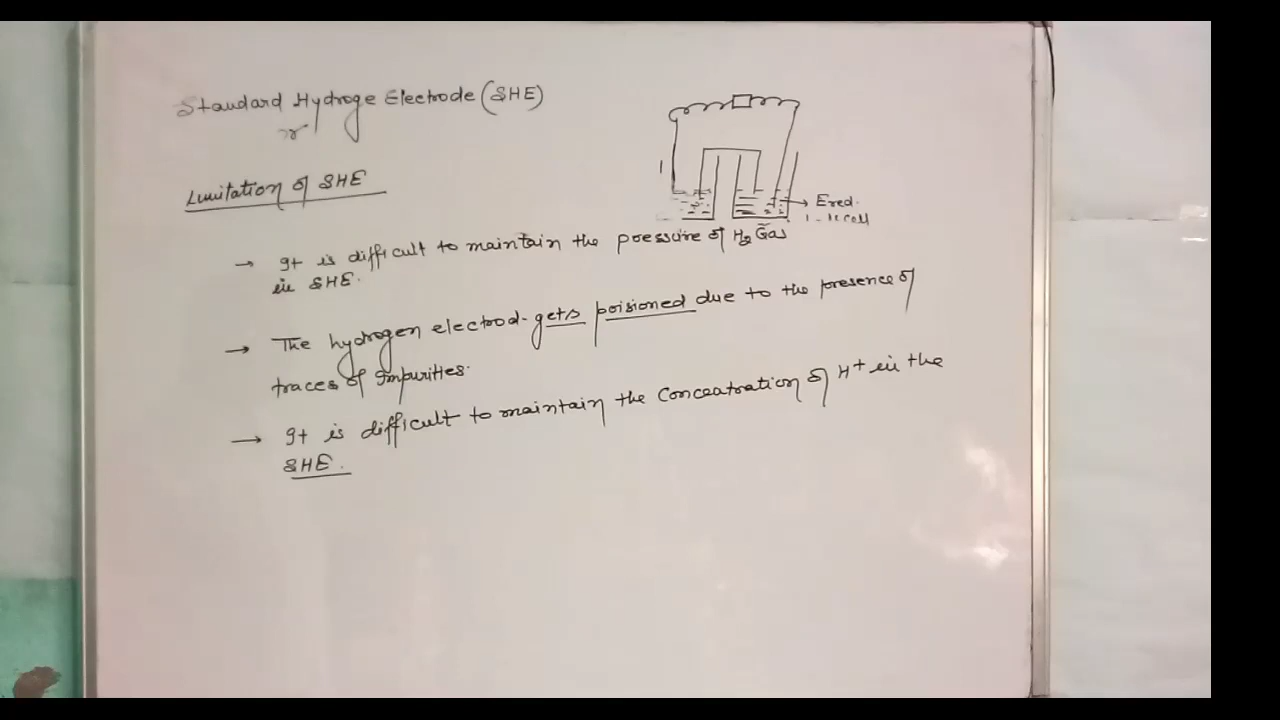 Standard Hydroge Electrode (SHE)
Limitation of SHE
Ered.
→ It is difficult to maintain the pressure of H₂ Gas
in SHE.
→ The hydrogen electrod- gets poisioned due to the presence of
traces of Impurities.
→ It is difficult to maintain the Concentration of H⁺ in the
SHE.